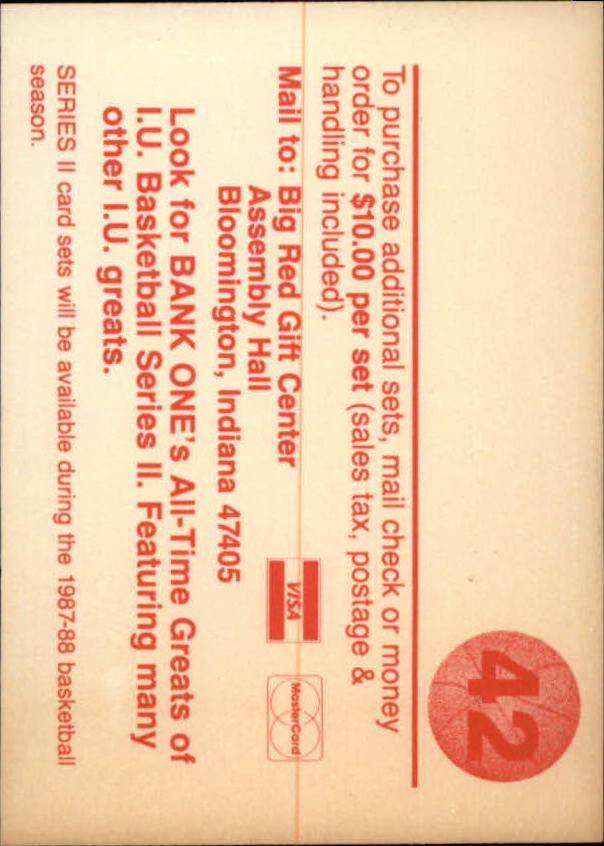 42
To purchase additional sets, mail check or money
order for $10.00 per set (sales tax, postage &
handling included).
Mail to: Big Red Gift Center
Assembly Hall
Bloomington, Indiana 47405
VISA
MasterCard
Look for BANK ONE's All-Time Greats of
I.U. Basketball Series II. Featuring many
other I.U. greats.
SERIES II card sets will be available during the 1987-88 basketball
season.